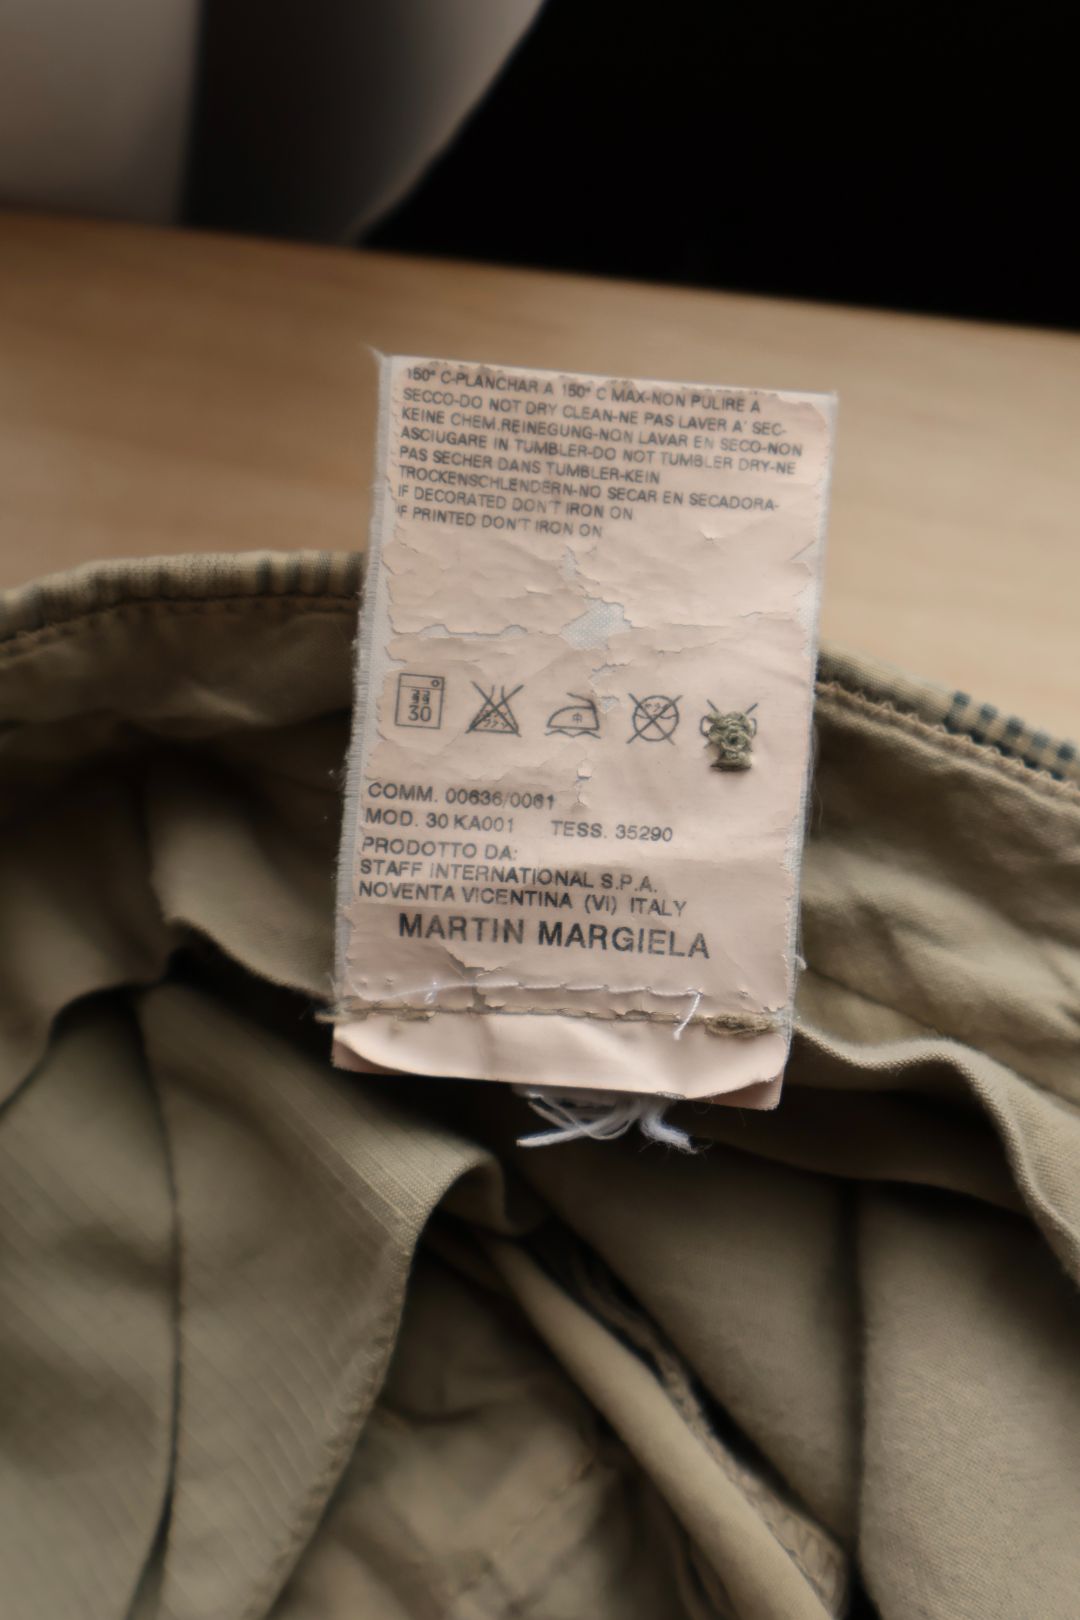 150° C-PLANCHAR A 150° C MAX-NON PULIRE A
SECCO-DO NOT DRY CLEAN-NE PAS LAVER A' SEC-
KEINE CHEM.REINEGUNG-NON LAVAR EN SECO-NON
ASCIUGARE IN TUMBLER-DO NOT TUMBLER DRY-NE
PAS SECHER DANS TUMBLER-KEIN
TROCKENSCHLENDERN-NO SECAR EN SECADORA-
IF DECORATED DON'T IRON ON
IF PRINTED DON'T IRON ON
30
COMM. 00636/0061
MOD. 30 KA001 TESS. 35290
PRODOTTO DA:
STAFF INTERNATIONAL S.P.A.
NOVENTA VICENTINA (VI) ITALY
MARTIN MARGIELA